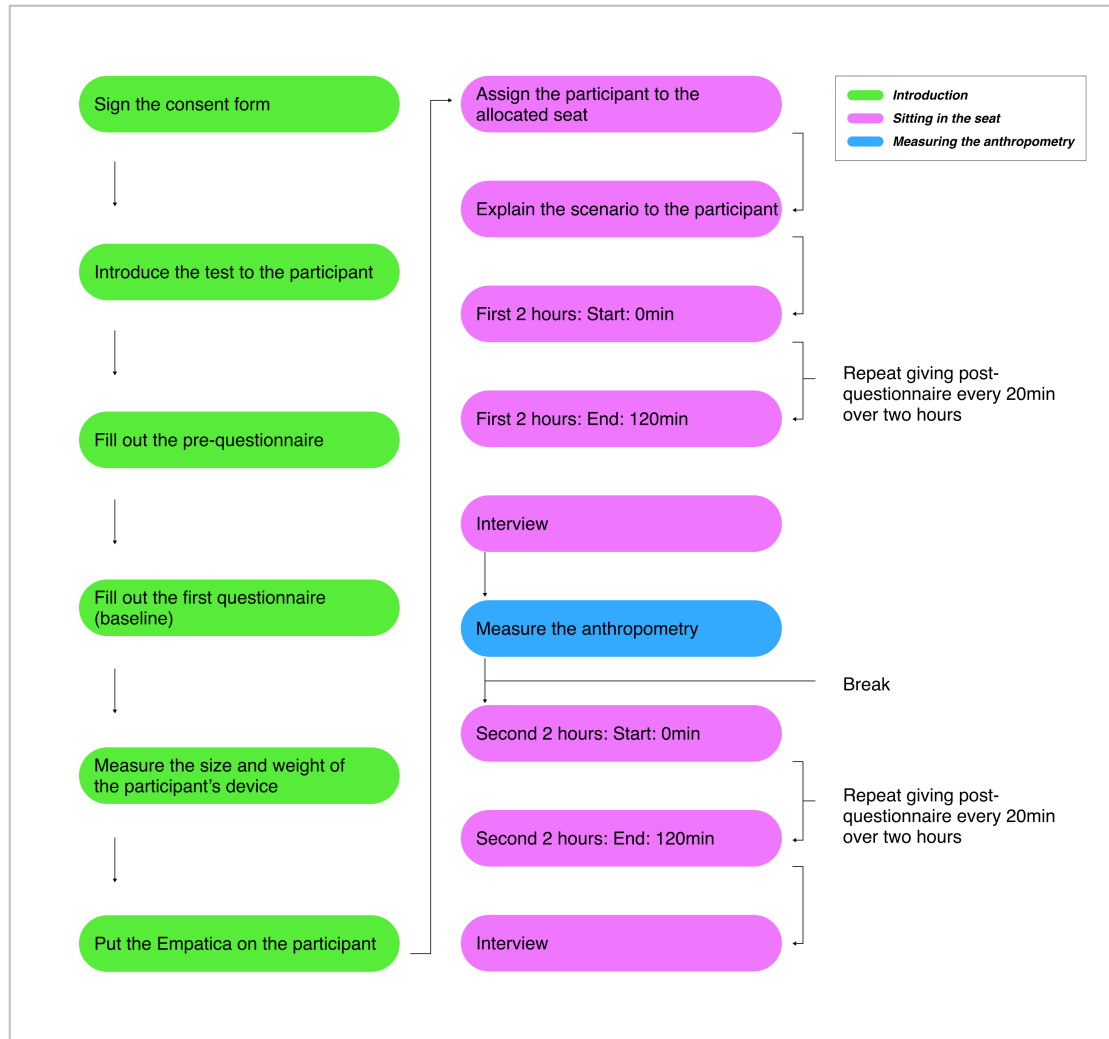 Sign the consent form
Introduce the test to the participant
Fill out the pre-questionnaire
Fill out the first questionnaire
(baseline)
Measure the size and weight of
the participant’s device
Put the Empatica on the participant
Assign the participant to the
allocated seat
Explain the scenario to the participant
First 2 hours: Start: 0min
Repeat giving post-
questionnaire every 20min
over two hours
First 2 hours: End: 120min
Interview
Measure the anthropometry
Break
Second 2 hours: Start: 0min
Repeat giving post-
questionnaire every 20min
over two hours
Second 2 hours: End: 120min
Interview
Introduction
Sitting in the seat
Measuring the anthropometry